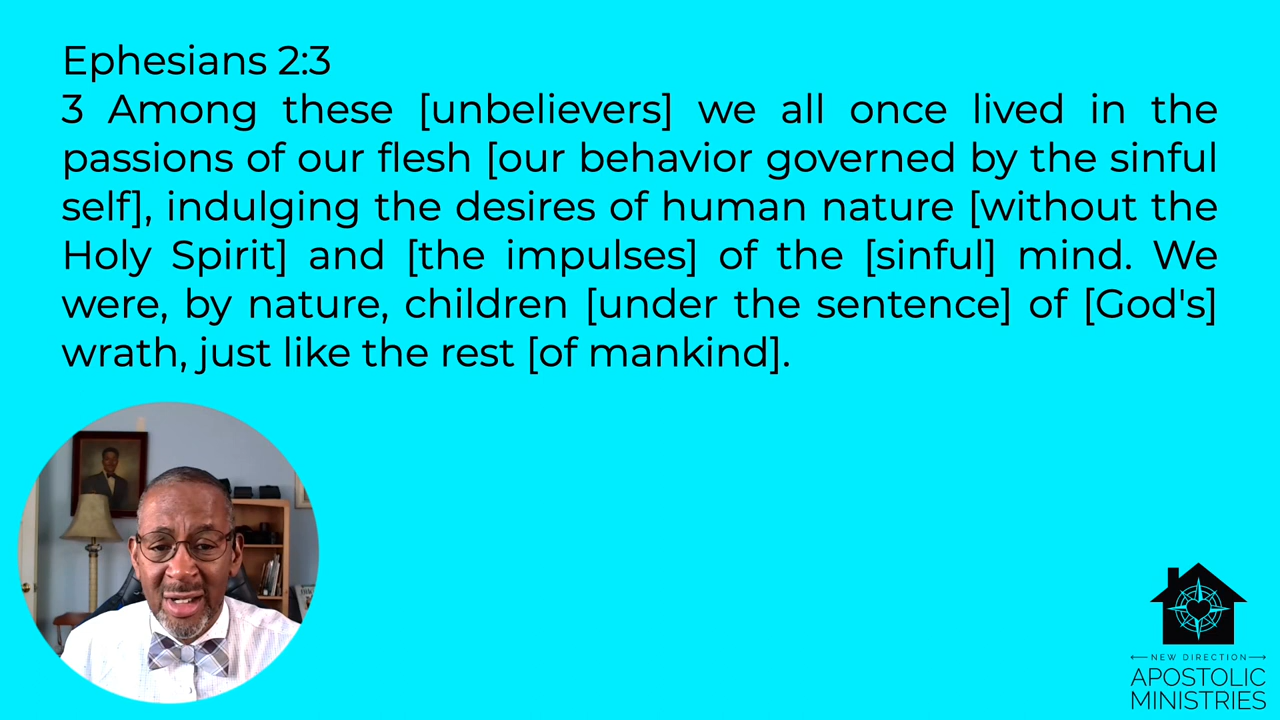 Ephesians 2:3
3 Among these [unbelievers] we all once lived in the
passions of our flesh [our behavior governed by the sinful
self], indulging the desires of human nature [without the
Holy Spirit] and [the impulses] of the [sinful] mind. We
were, by nature, children [under the sentence] of [God's]
wrath, just like the rest [of mankind].
NEW DIRECTION
APOSTOLIC
MINISTRIES